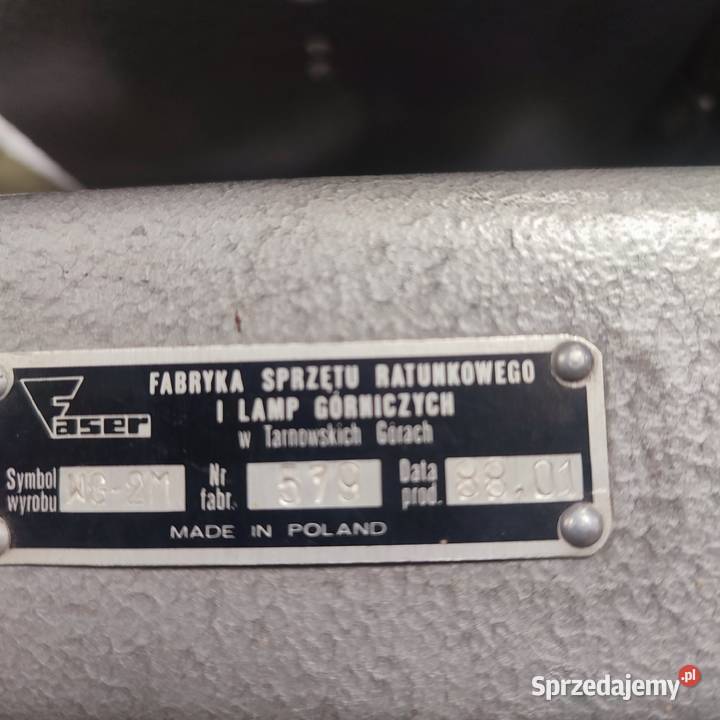 Faser
FABRYKA SPRZĘTU RATUNKOWEGO
I LAMP GÓRNICZYCH
w Tarnowskich Górach
Symbol wyrobu WG-2M Nr fabr. 579 Data prod. 88.01
MADE IN POLAND
Sprzedajemy.pl